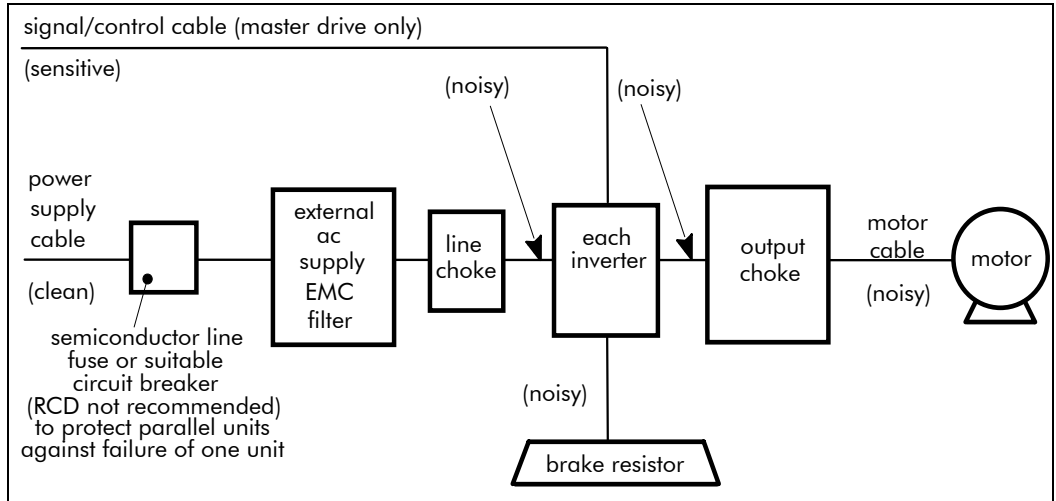 signal/control cable (master drive only)
(sensitive)
(noisy)
(noisy)
power
supply
cable
(clean)
semiconductor line
fuse or suitable
circuit breaker
(RCD not recommended)
to protect parallel units
against failure of one unit
external
ac
supply
EMC
filter
line
choke
each
inverter
output
choke
motor
cable
(noisy)
motor
(noisy)
brake resistor